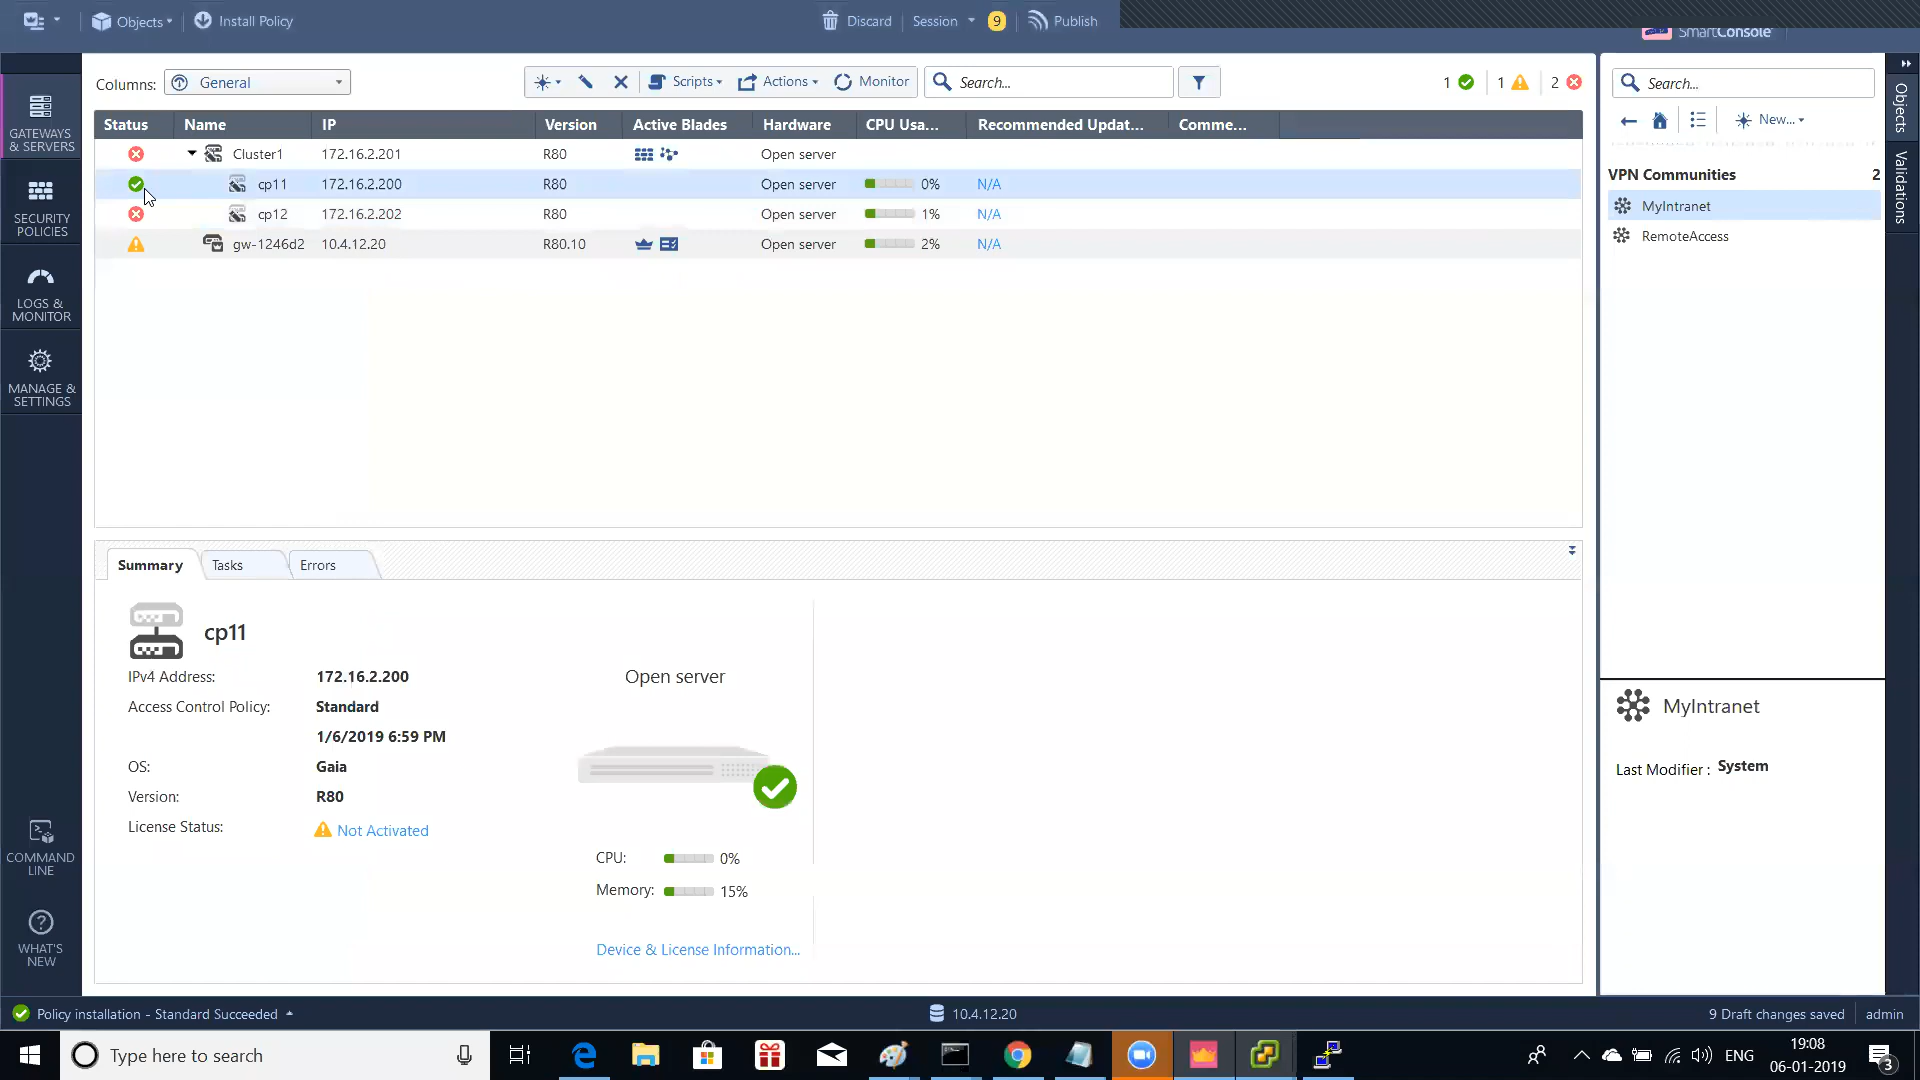 Objects
Install Policy
Discard
Session
9
Publish
SmartConsole
GATEWAYS
& SERVERS
SECURITY
POLICIES
LOGS &
MONITOR
MANAGE &
SETTINGS
COMMAND
LINE
WHAT'S
NEW
Columns:
General
Scripts
Actions
Monitor
Search...
1
1
2
Status Name IP Version Active Blades Hardware CPU Usa... Recommended Updat... Comme...
Cluster1 172.16.2.201 R80 Open server
cp11 172.16.2.200 R80 Open server 0% N/A
cp12 172.16.2.202 R80 Open server 1% N/A
gw-1246d2 10.4.12.20 R80.10 Open server 2% N/A
Summary
Tasks
Errors
cp11
IPv4 Address: 172.16.2.200
Access Control Policy: Standard
1/6/2019 6:59 PM
OS: Gaia
Version: R80
License Status: Not Activated
Open server
CPU: 0%
Memory: 15%
Device & License Information...
Search...
New...
VPN Communities 2
MyIntranet
RemoteAccess
MyIntranet
Last Modifier : System
Objects
Validations
Policy installation - Standard Succeeded
10.4.12.20
9 Draft changes saved
admin
Type here to search
ENG
19:08
06-01-2019
3